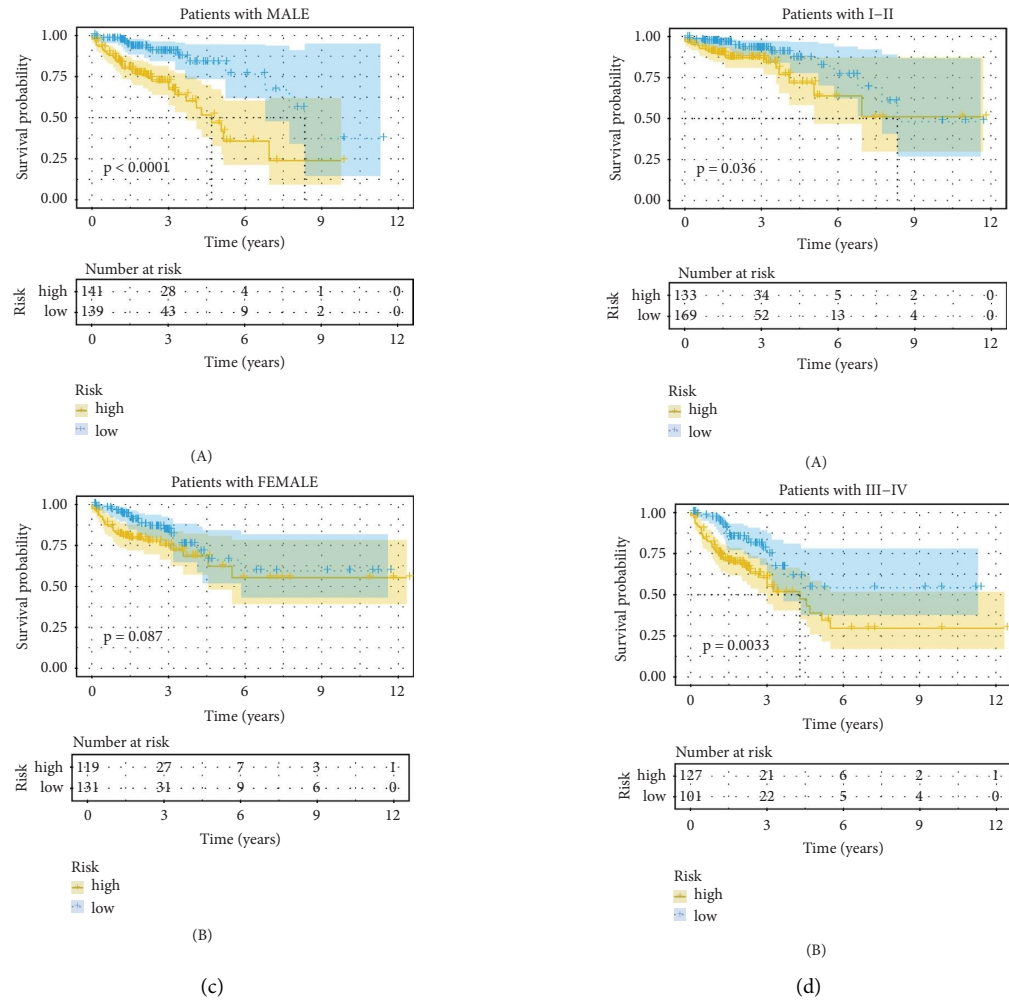 Patients with MALE
Survival probability
1.00
0.75
0.50
0.25
0.00
p < 0.0001
0 3 6 9 12
Time (years)
Number at risk
Risk
high 141 28 4 1 0
low 139 43 9 2 0
0 3 6 9 12
Time (years)
Risk
high
low
(A)
Patients with FEMALE
Survival probability
1.00
0.75
0.50
0.25
0.00
p = 0.087
0 3 6 9 12
Time (years)
Number at risk
Risk
high 119 27 7 3 1
low 131 31 9 6 0
0 3 6 9 12
Time (years)
Risk
high
low
(B)
(c)
Patients with I–II
Survival probability
1.00
0.75
0.50
0.25
0.00
p = 0.036
0 3 6 9 12
Time (years)
Number at risk
Risk
high 133 34 5 2 0
low 169 52 13 4 0
0 3 6 9 12
Time (years)
Risk
high
low
(A)
Patients with III–IV
Survival probability
1.00
0.75
0.50
0.25
0.00
p = 0.0033
0 3 6 9 12
Time (years)
Number at risk
Risk
high 127 21 6 2 1
low 101 22 5 4 0
0 3 6 9 12
Time (years)
Risk
high
low
(B)
(d)